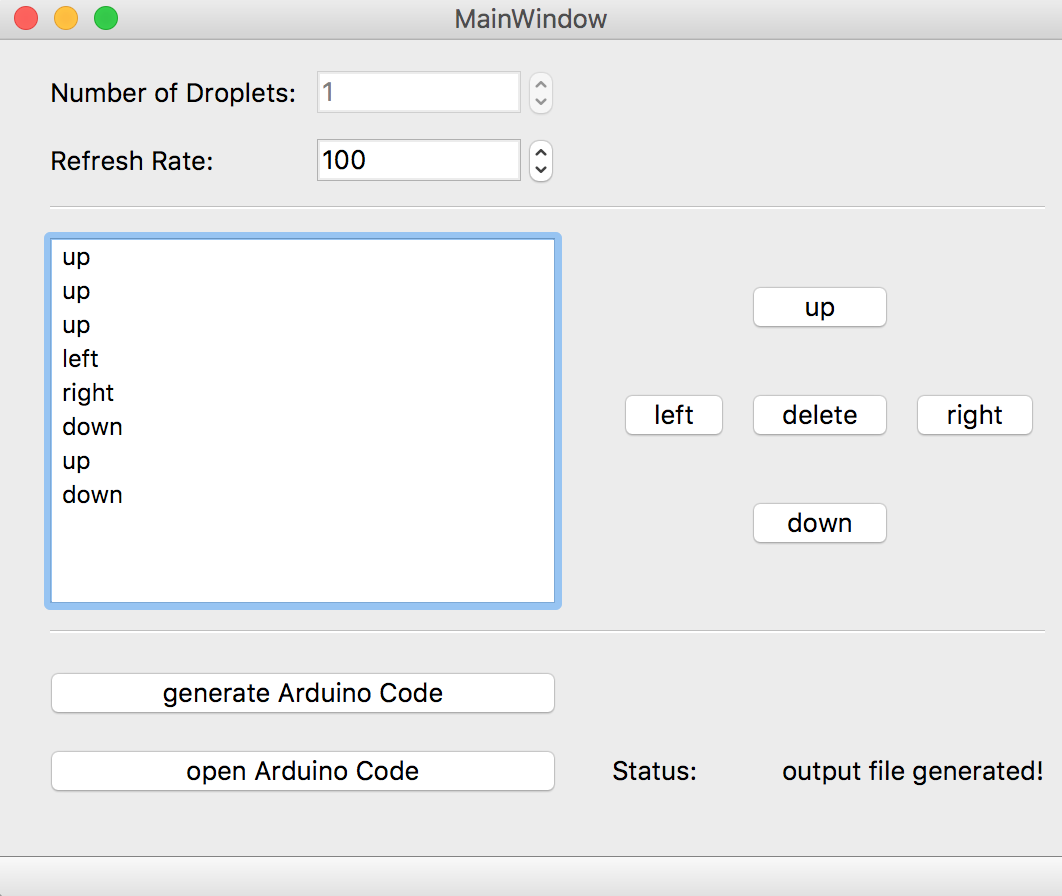 MainWindow
Number of Droplets: 1
Refresh Rate: 100
up
up
up
left
right
down
up
down
up
left delete right
down
generate Arduino Code
open Arduino Code
Status: output file generated!